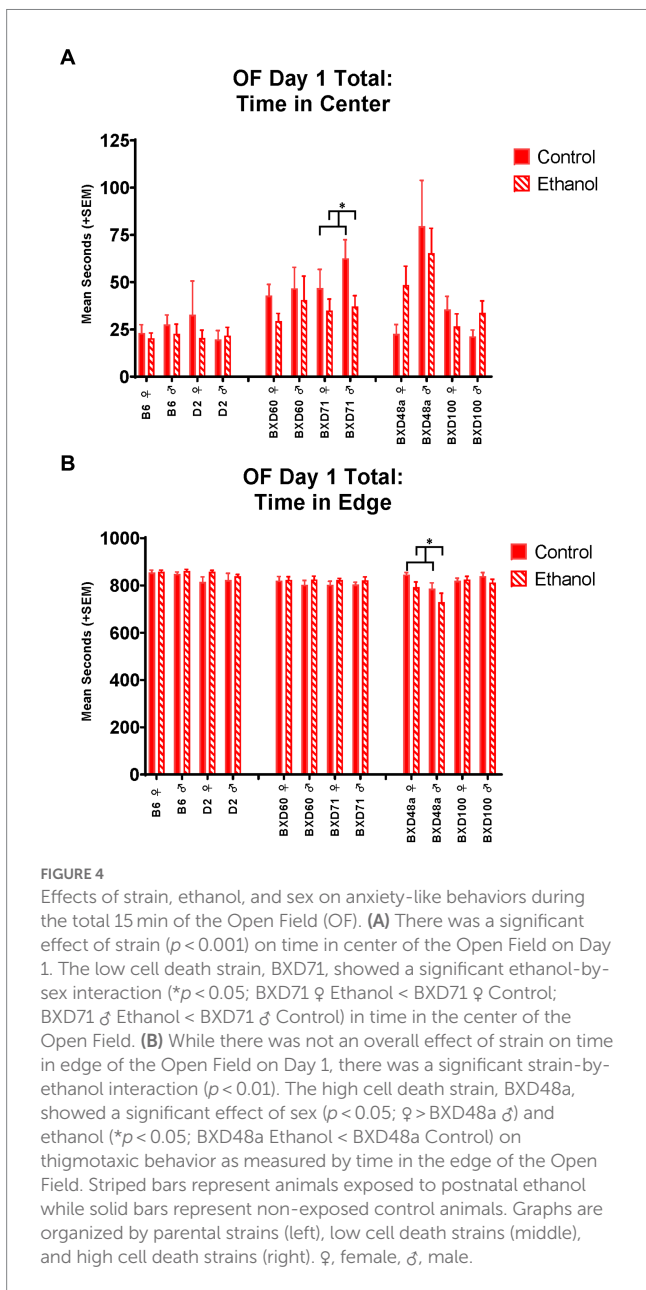 A
OF Day 1 Total:
Time in Center
Mean Seconds (+SEM)
125
100
75
50
25
0
*
Control
Ethanol
B6 ♀
B6 ♂
D2 ♀
D2 ♂
BXD60 ♀
BXD60 ♂
BXD71 ♀
BXD71 ♂
BXD48a ♀
BXD48a ♂
BXD100 ♀
BXD100 ♂
B
OF Day 1 Total:
Time in Edge
Mean Seconds (+SEM)
1000
800
600
400
200
0
*
Control
Ethanol
B6 ♀
B6 ♂
D2 ♀
D2 ♂
BXD60 ♀
BXD60 ♂
BXD71 ♀
BXD71 ♂
BXD48a ♀
BXD48a ♂
BXD100 ♀
BXD100 ♂
FIGURE 4
Effects of strain, ethanol, and sex on anxiety-like behaviors during
the total 15 min of the Open Field (OF). (A) There was a significant
effect of strain (p < 0.001) on time in center of the Open Field on Day
1. The low cell death strain, BXD71, showed a significant ethanol-by-
sex interaction (*p < 0.05; BXD71 ♀ Ethanol < BXD71 ♀ Control;
BXD71 ♂ Ethanol < BXD71 ♂ Control) in time in the center of the
Open Field. (B) While there was not an overall effect of strain on time
in edge of the Open Field on Day 1, there was a significant strain-by-
ethanol interaction (p < 0.01). The high cell death strain, BXD48a,
showed a significant effect of sex (p < 0.05; ♀ > BXD48a ♂) and
ethanol (*p < 0.05; BXD48a Ethanol < BXD48a Control) on
thigmotaxic behavior as measured by time in the edge of the Open
Field. Striped bars represent animals exposed to postnatal ethanol
while solid bars represent non-exposed control animals. Graphs are
organized by parental strains (left), low cell death strains (middle),
and high cell death strains (right). ♀, female, ♂, male.